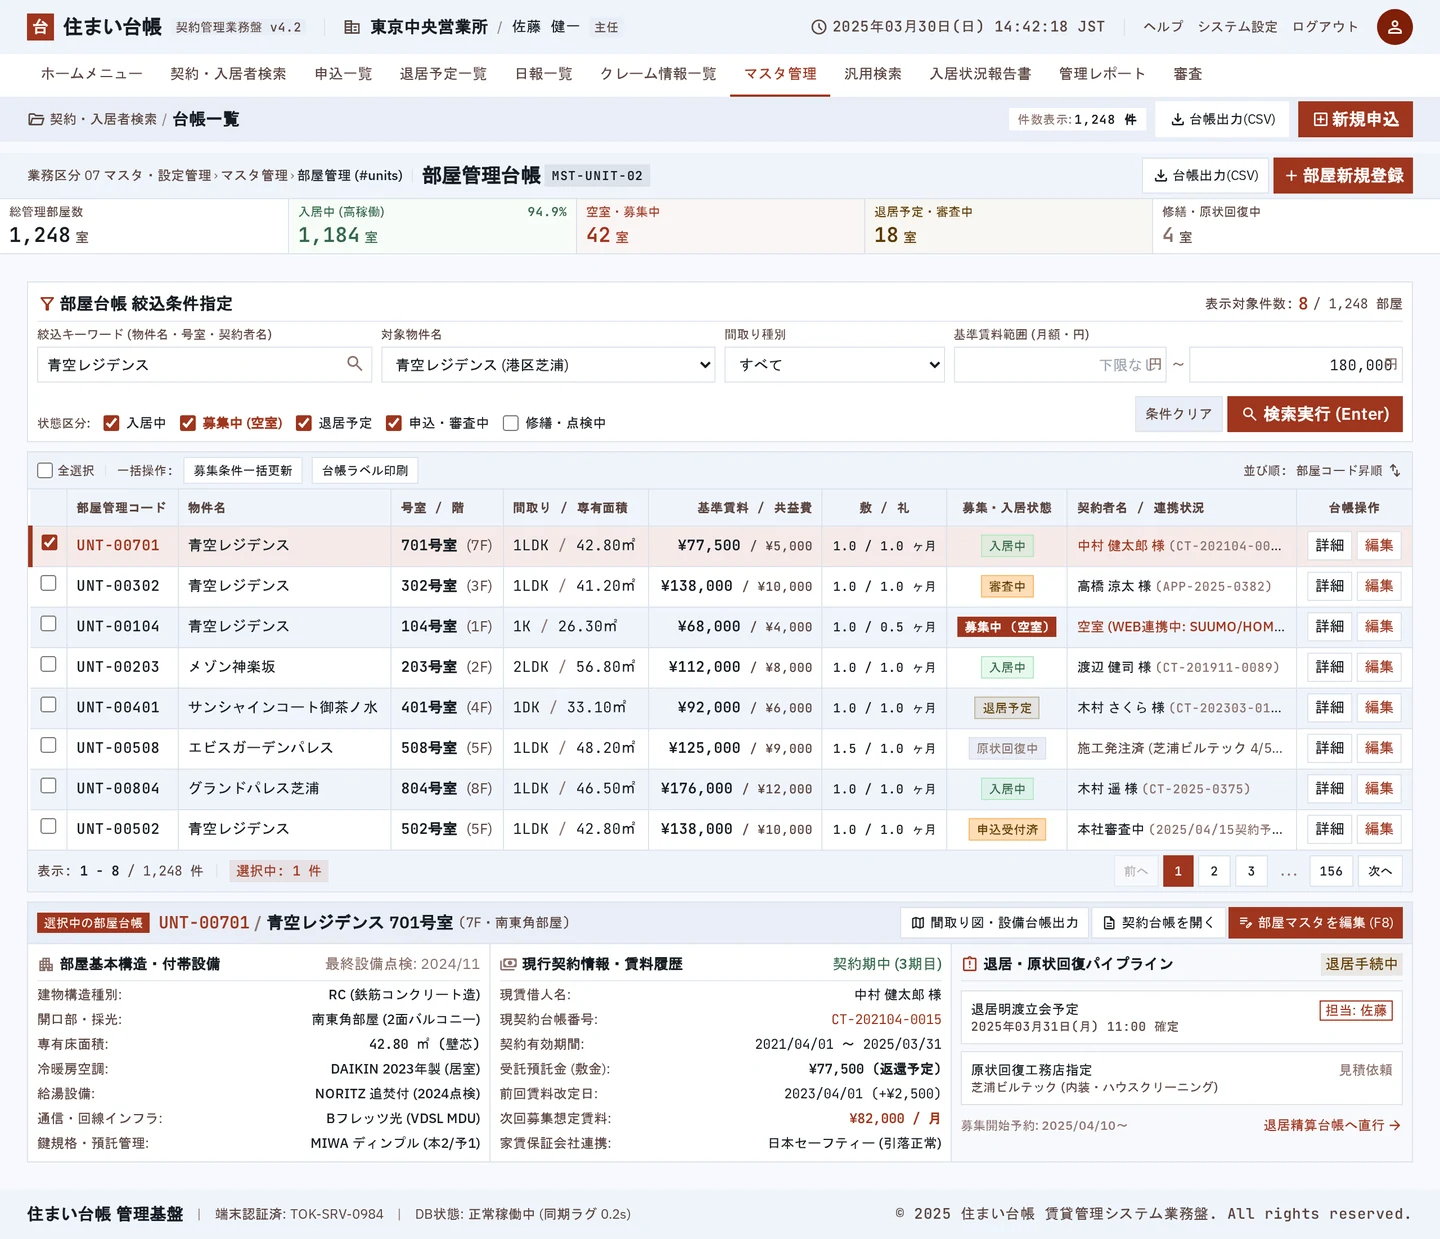 台 住まい台帳 契約管理業務盤 v4.2 東京中央営業所 / 佐藤 健一 主任 2025年03月30日(日) 14:42:18 JST ヘルプ システム設定 ログアウト
ホームメニュー 契約・入居者検索 申込一覧 退居予定一覧 日報一覧 クレーム情報一覧 マスタ管理 汎用検索 入居状況報告書 管理レポート 審査
契約・入居者検索 / 台帳一覧 件数表示: 1,248 件 台帳出力(CSV) 新規申込
業務区分 07 マスタ・設定管理 › マスタ管理 › 部屋管理 (#units) 部屋管理台帳 MST-UNIT-02 台帳出力(CSV) + 部屋新規登録
総管理部屋数 入居中 (高稼働) 94.9% 空室・募集中 退居予定・審査中 修繕・原状回復中
1,248 室 1,184 室 42 室 18 室 4 室
部屋台帳 絞込条件指定 表示対象件数: 8 / 1,248 部屋
絞込キーワード (物件名・号室・契約者名) 対象物件名 間取り種別 基準賃料範囲 (月額・円)
青空レジデンス 青空レジデンス (港区芝浦) すべて 下限なし 円 〜 180,000 円
状態区分: 入居中 募集中 (空室) 退居予定 申込・審査中 修繕・点検中 条件クリア 検索実行 (Enter)
全選択 一括操作: 募集条件一括更新 台帳ラベル印刷 並び順: 部屋コード昇順
部屋管理コード 物件名 号室 / 階 間取り / 専有面積 基準賃料 / 共益費 敷 / 礼 募集・入居状態 契約者名 / 連携状況 台帳操作
UNT-00701 青空レジデンス 701号室 (7F) 1LDK / 42.80㎡ ¥77,500 / ¥5,000 1.0 / 1.0 ヶ月 入居中 中村 健太郎 様 (CT-202104-00... 詳細 編集
UNT-00302 青空レジデンス 302号室 (3F) 1LDK / 41.20㎡ ¥138,000 / ¥10,000 1.0 / 1.0 ヶ月 審査中 高橋 涼太 様 (APP-2025-0382) 詳細 編集
UNT-00104 青空レジデンス 104号室 (1F) 1K / 26.30㎡ ¥68,000 / ¥4,000 1.0 / 0.5 ヶ月 募集中 (空室) 空室 (WEB連携中: SUUMO/HOM... 詳細 編集
UNT-00203 メゾン神楽坂 203号室 (2F) 2LDK / 56.80㎡ ¥112,000 / ¥8,000 1.0 / 1.0 ヶ月 入居中 渡辺 健司 様 (CT-201911-0089) 詳細 編集
UNT-00401 サンシャインコート御茶ノ水 401号室 (4F) 1DK / 33.10㎡ ¥92,000 / ¥6,000 1.0 / 1.0 ヶ月 退居予定 木村 さくら 様 (CT-202303-01... 詳細 編集
UNT-00508 エビスガーデンパレス 508号室 (5F) 1LDK / 48.20㎡ ¥125,000 / ¥9,000 1.5 / 1.0 ヶ月 原状回復中 施工発注済 (芝浦ビルテック 4/5... 詳細 編集
UNT-00804 グランドパレス芝浦 804号室 (8F) 1LDK / 46.50㎡ ¥176,000 / ¥12,000 1.0 / 1.0 ヶ月 入居中 木村 遥 様 (CT-2025-0375) 詳細 編集
UNT-00502 青空レジデンス 502号室 (5F) 1LDK / 42.80㎡ ¥138,000 / ¥10,000 1.0 / 1.0 ヶ月 申込受付済 本社審査中 (2025/04/15契約予... 詳細 編集
表示: 1 - 8 / 1,248 件 選択中: 1 件 前へ 1 2 3 ... 156 次へ
選択中の部屋台帳 UNT-00701 / 青空レジデンス 701号室 (7F・南東角部屋) 間取り図・設備台帳出力 契約台帳を開く 部屋マスタを編集 (F8)
部屋基本構造・付帯設備 最終設備点検: 2024/11
建物構造種別: RC (鉄筋コンクリート造)
開口部・採光: 南東角部屋 (2面バルコニー)
専有床面積: 42.80 ㎡ (壁芯)
冷暖房空調: DAIKIN 2023年製 (居室)
給湯設備: NORITZ 追焚付 (2024点検)
通信・回線インフラ: Bフレッツ光 (VDSL MDU)
鍵規格・預託管理: MIWA ディンプル (本2/予1)
現行契約情報・賃料履歴 契約期中 (3期目)
現賃借人名: 中村 健太郎 様
現契約台帳番号: CT-202104-0015
契約有効期間: 2021/04/01 〜 2025/03/31
受託預託金 (敷金): ¥77,500 (返還予定)
前回賃料改定日: 2023/04/01 (+¥2,500)
次回募集想定賃料: ¥82,000 / 月
家賃保証会社連携: 日本セーフティー (引落正常)
退居・原状回復パイプライン 退居手続中
退居明渡立会予定 担当: 佐藤
2025年03月31日(月) 11:00 確定
原状回復工務店指定 見積依頼
芝浦ビルテック (内装・ハウスクリーニング)
募集開始予約: 2025/04/10〜 退居精算台帳へ直行 →
住まい台帳 管理基盤 | 端末認証済: TOK-SRV-0984 | DB状態: 正常稼働中 (同期ラグ 0.2s) © 2025 住まい台帳 賃貸管理システム業務盤. All rights reserved.